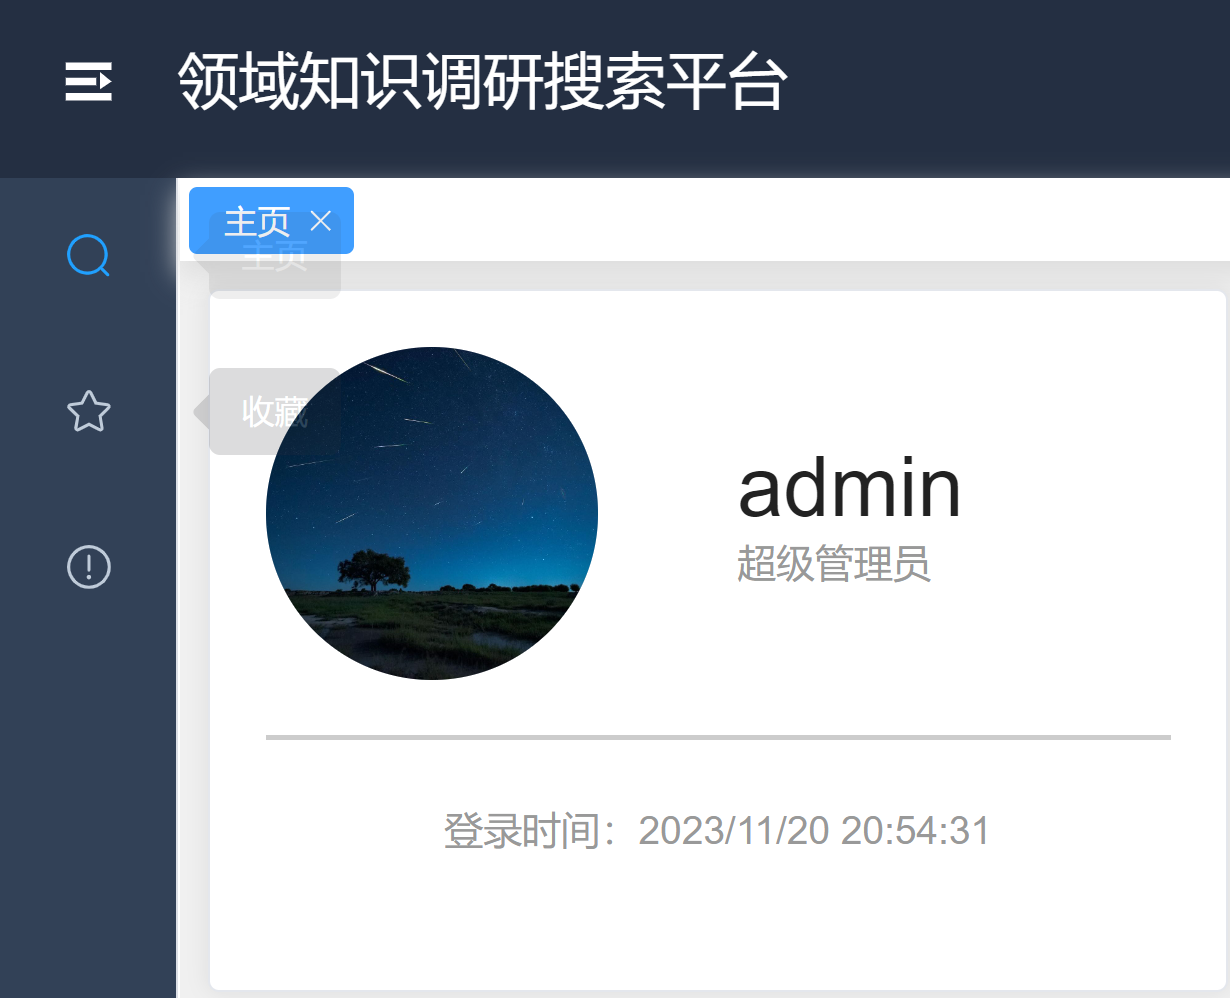 领域知识调研搜索平台
主页
主页
收藏
admin
超级管理员
登录时间：2023/11/20 20:54:31